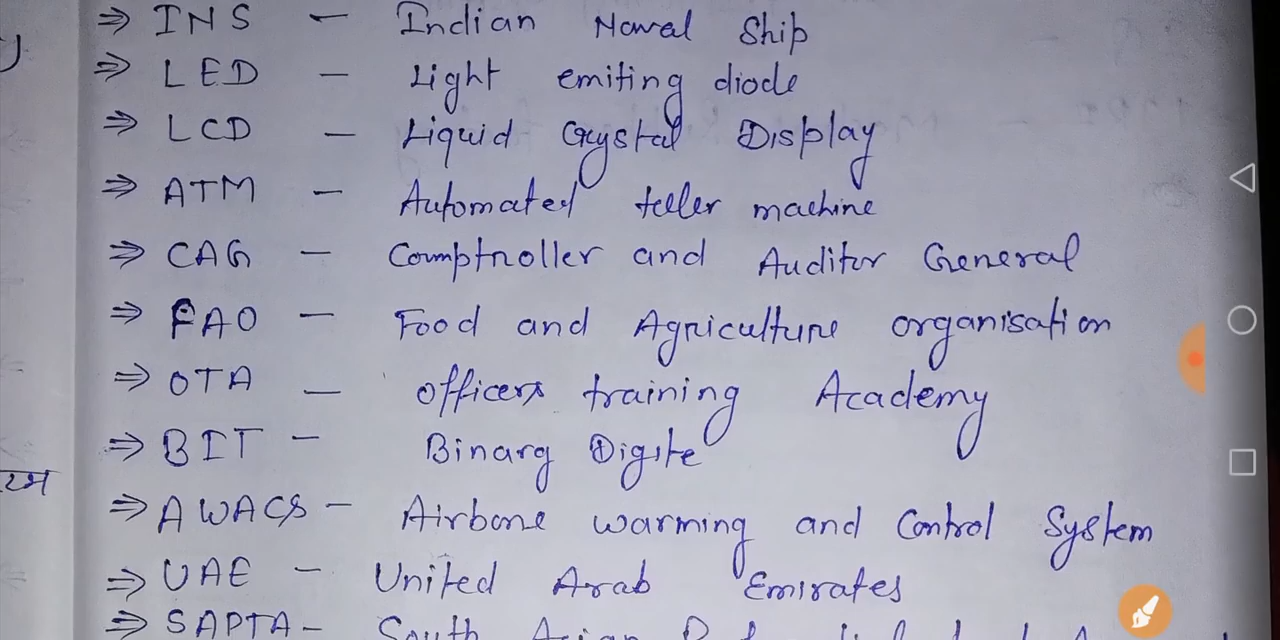 ⇒ INS – Indian Naval Ship
⇒ LED – Light emiting diode
⇒ LCD – Liquid Crystal Display
⇒ ATM – Automated teller machine
⇒ CAG – Comptroller and Auditor General
⇒ FAO – Food and Agriculture organisation
⇒ OTA – officers training Academy
⇒ BIT – Binary Digite
⇒ AWACS – Airbone warming and Control System
⇒ UAE – United Arab Emirates
⇒ SAPTA – South Asian